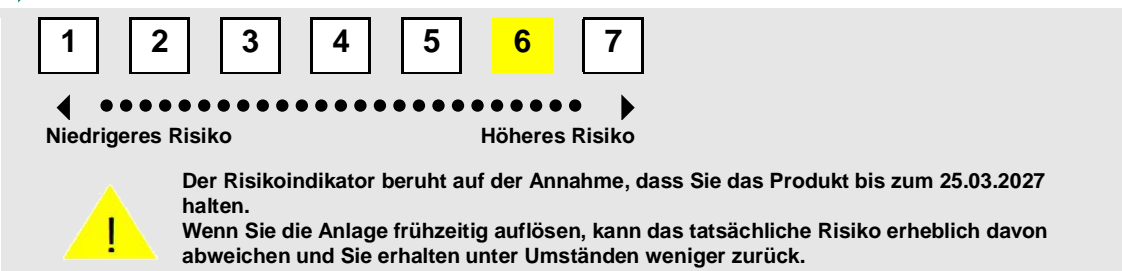 1 2 3 4 5 6 7
Niedrigeres Risiko Höheres Risiko
Der Risikoindikator beruht auf der Annahme, dass Sie das Produkt bis zum 25.03.2027
halten.
! Wenn Sie die Anlage frühzeitig auflösen, kann das tatsächliche Risiko erheblich davon
abweichen und Sie erhalten unter Umständen weniger zurück.